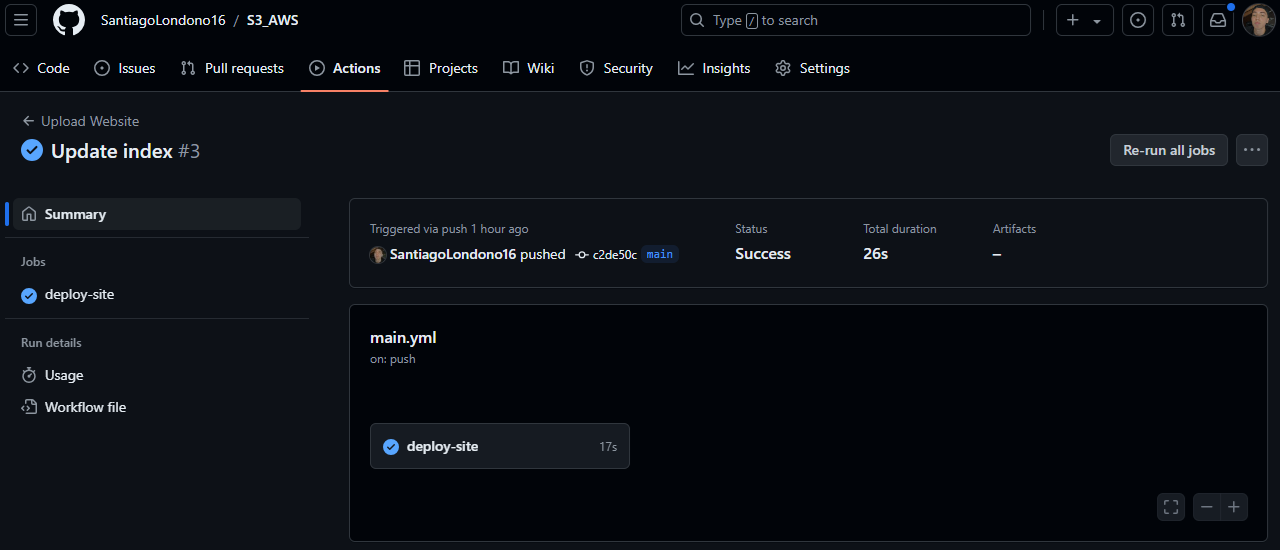 SantiagoLondono16 / S3_AWS
Type / to search
Code Issues Pull requests Actions Projects Wiki Security Insights Settings
Upload Website
Update index #3
Re-run all jobs
Summary
Jobs
deploy-site
Run details
Usage
Workflow file
Triggered via push 1 hour ago
SantiagoLondono16 pushed c2de50c main
Status
Success
Total duration
26s
Artifacts
–
main.yml
on: push
deploy-site 17s